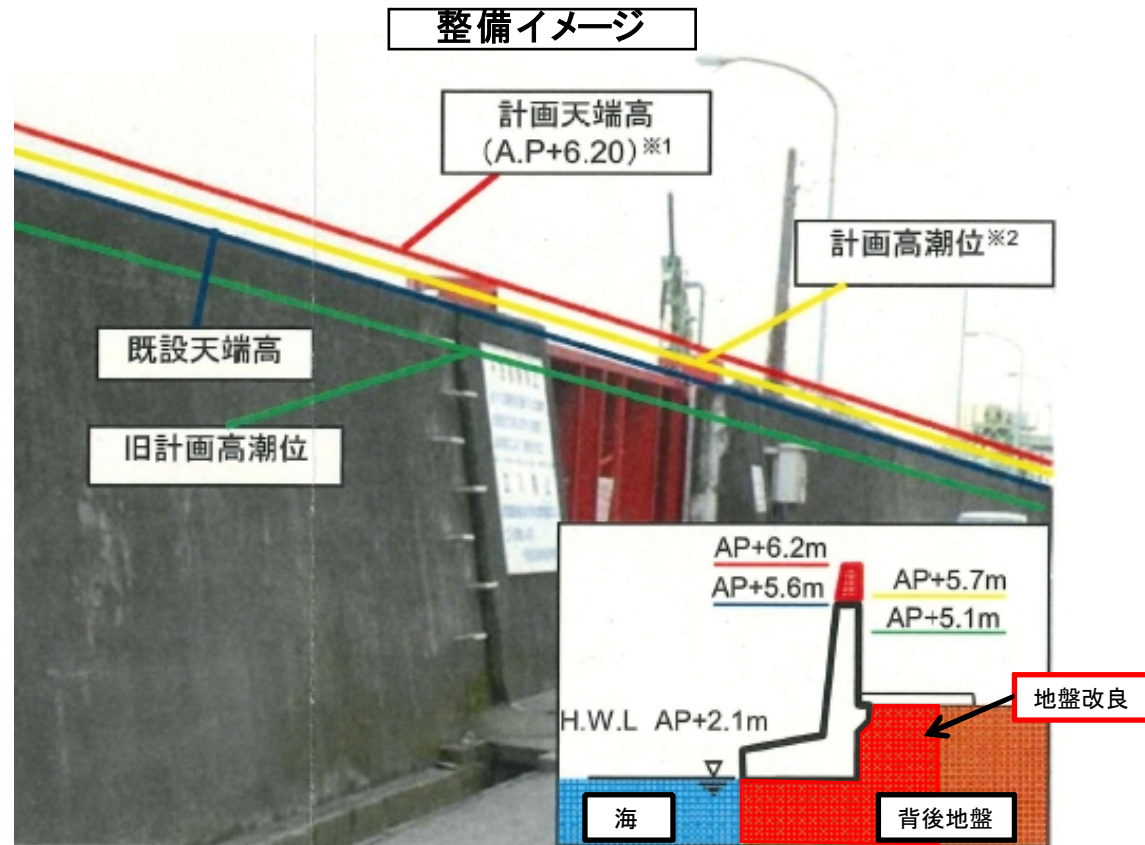 整備イメージ
計画天端高
(A.P+6.20)※1
計画高潮位※2
既設天端高
旧計画高潮位
AP+6.2m
AP+5.6m
AP+5.7m
AP+5.1m
地盤改良
H.W.L AP+2.1m
海
背後地盤